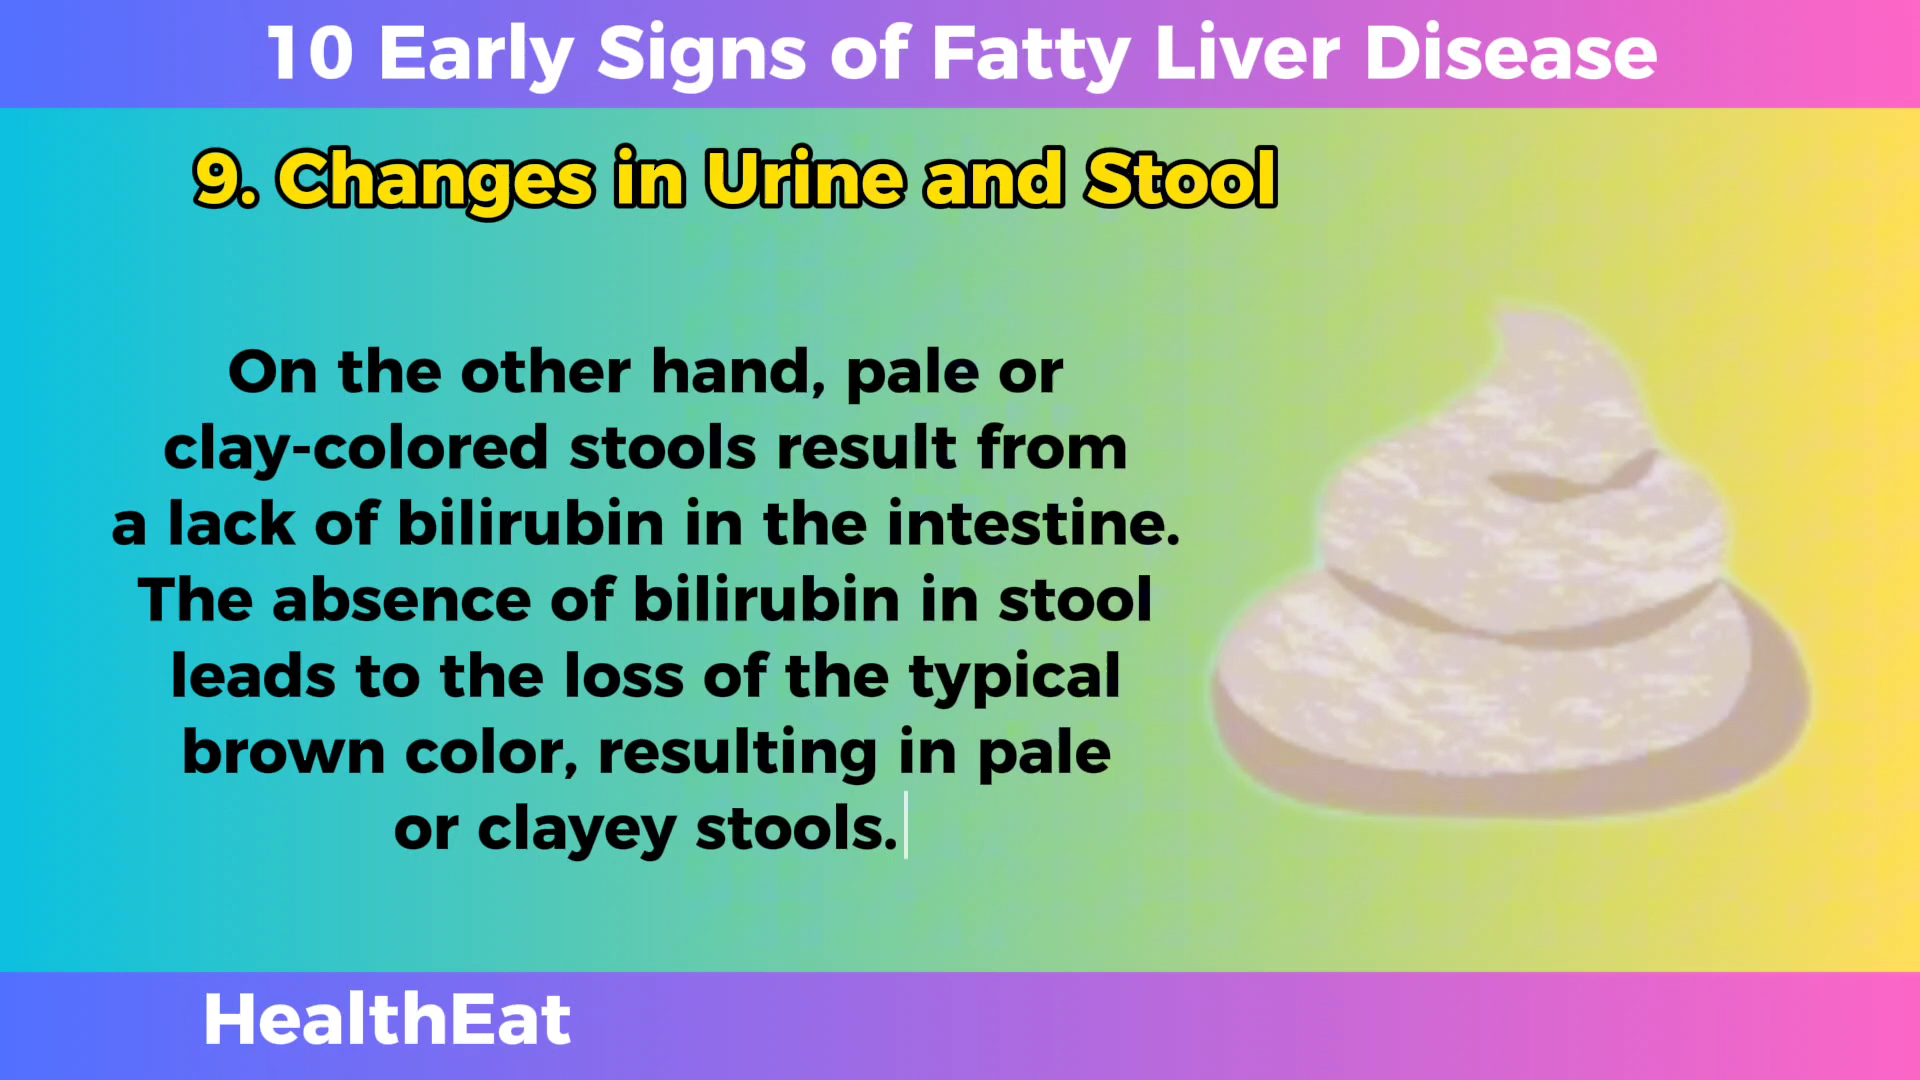 10 Early Signs of Fatty Liver Disease
9. Changes in Urine and Stool
On the other hand, pale or
clay-colored stools result from
a lack of bilirubin in the intestine.
The absence of bilirubin in stool
leads to the loss of the typical
brown color, resulting in pale
or clayey stools.
HealthEat